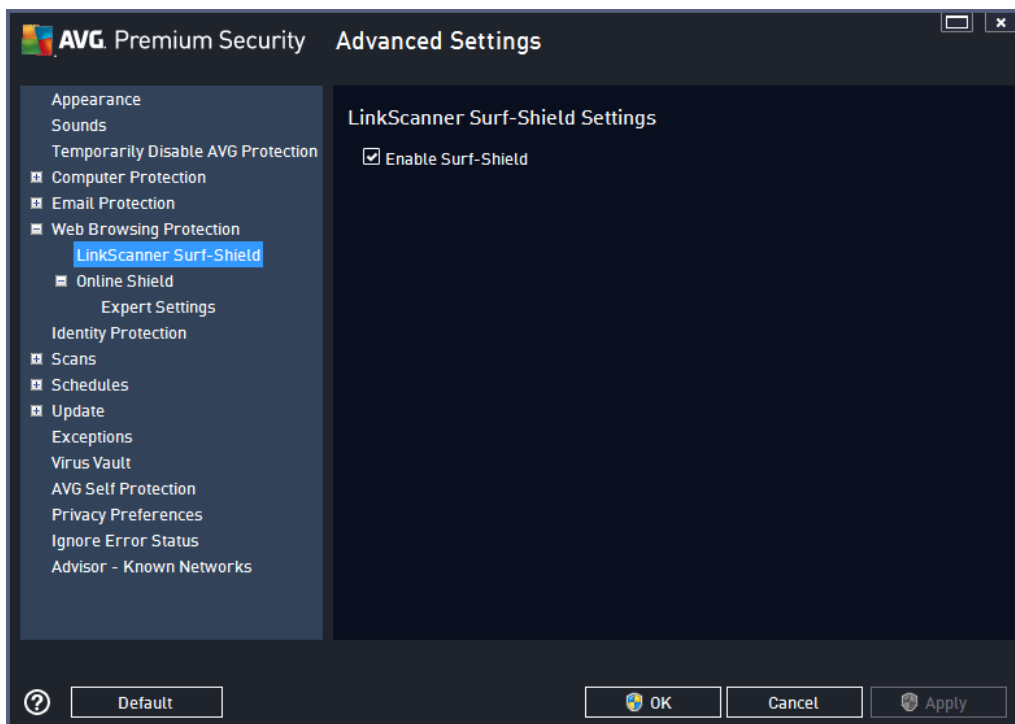 AVG. Premium Security
Advanced Settings
Appearance
Sounds
Temporarily Disable AVG Protection
Computer Protection
Email Protection
Web Browsing Protection
LinkScanner Surf-Shield
Online Shield
Expert Settings
Identity Protection
Scans
Schedules
Update
Exceptions
Virus Vault
AVG Self Protection
Privacy Preferences
Ignore Error Status
Advisor - Known Networks
LinkScanner Surf-Shield Settings
Enable Surf-Shield
? Default
OK
Cancel
Apply